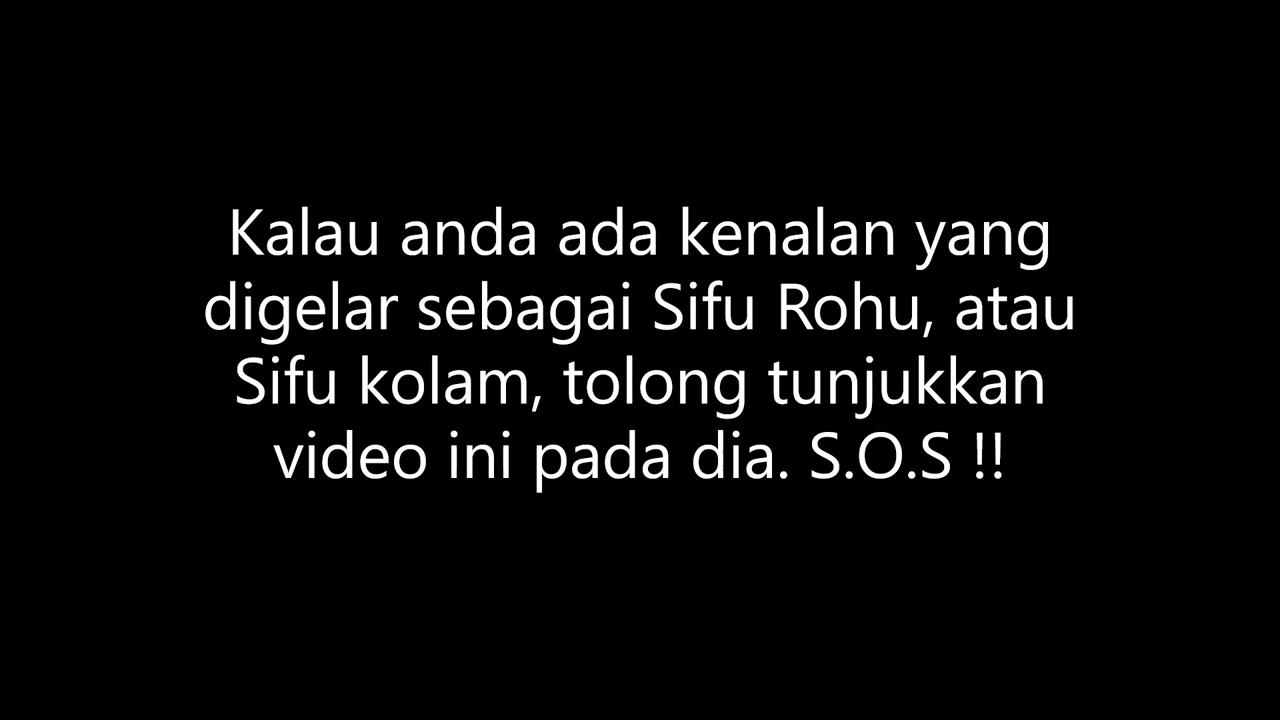 Kalau anda ada kenalan yang
digelar sebagai Sifu Rohu, atau
Sifu kolam, tolong tunjukkan
video ini pada dia. S.O.S !!